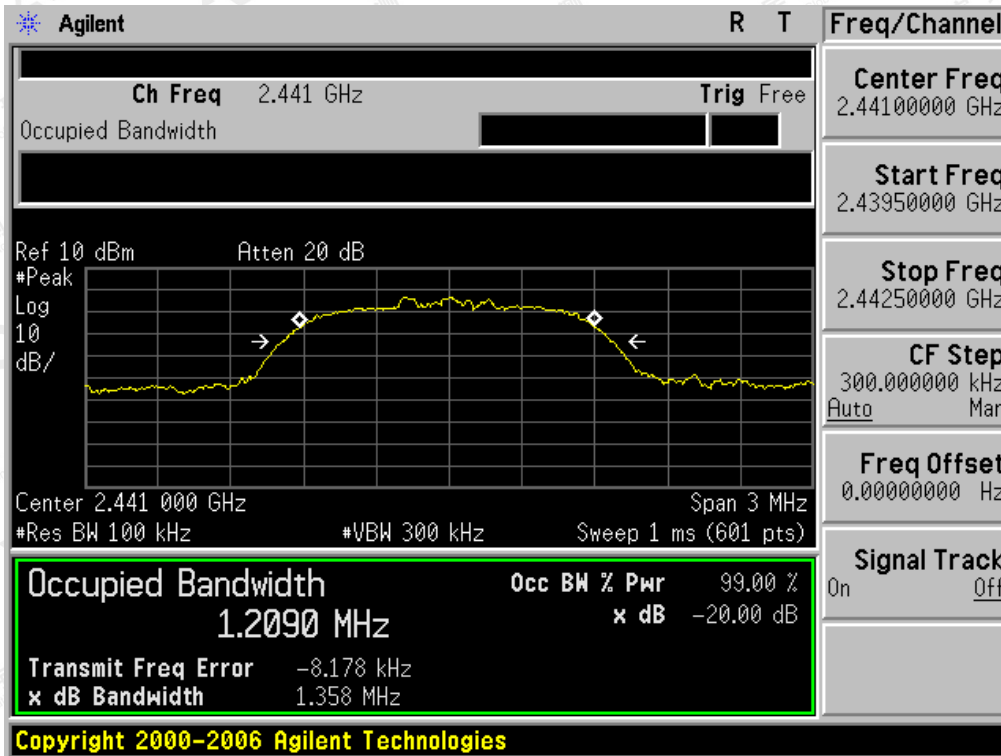 Agilent R T Freq/Channel
Ch Freq 2.441 GHz Trig Free
Occupied Bandwidth
Center Freq
2.44100000 GHz
Start Freq
2.43950000 GHz
Stop Freq
2.44250000 GHz
CF Step
300.000000 kHz
Auto Man
Freq Offset
0.00000000 Hz
Signal Track
On Off
Ref 10 dBm Atten 20 dB
#Peak
Log
10
dB/
Center 2.441 000 GHz Span 3 MHz
#Res BW 100 kHz #VBW 300 kHz Sweep 1 ms (601 pts)
Occupied Bandwidth Occ BW % Pwr 99.00 %
1.2090 MHz x dB -20.00 dB
Transmit Freq Error -8.178 kHz
x dB Bandwidth 1.358 MHz
Copyright 2000-2006 Agilent Technologies